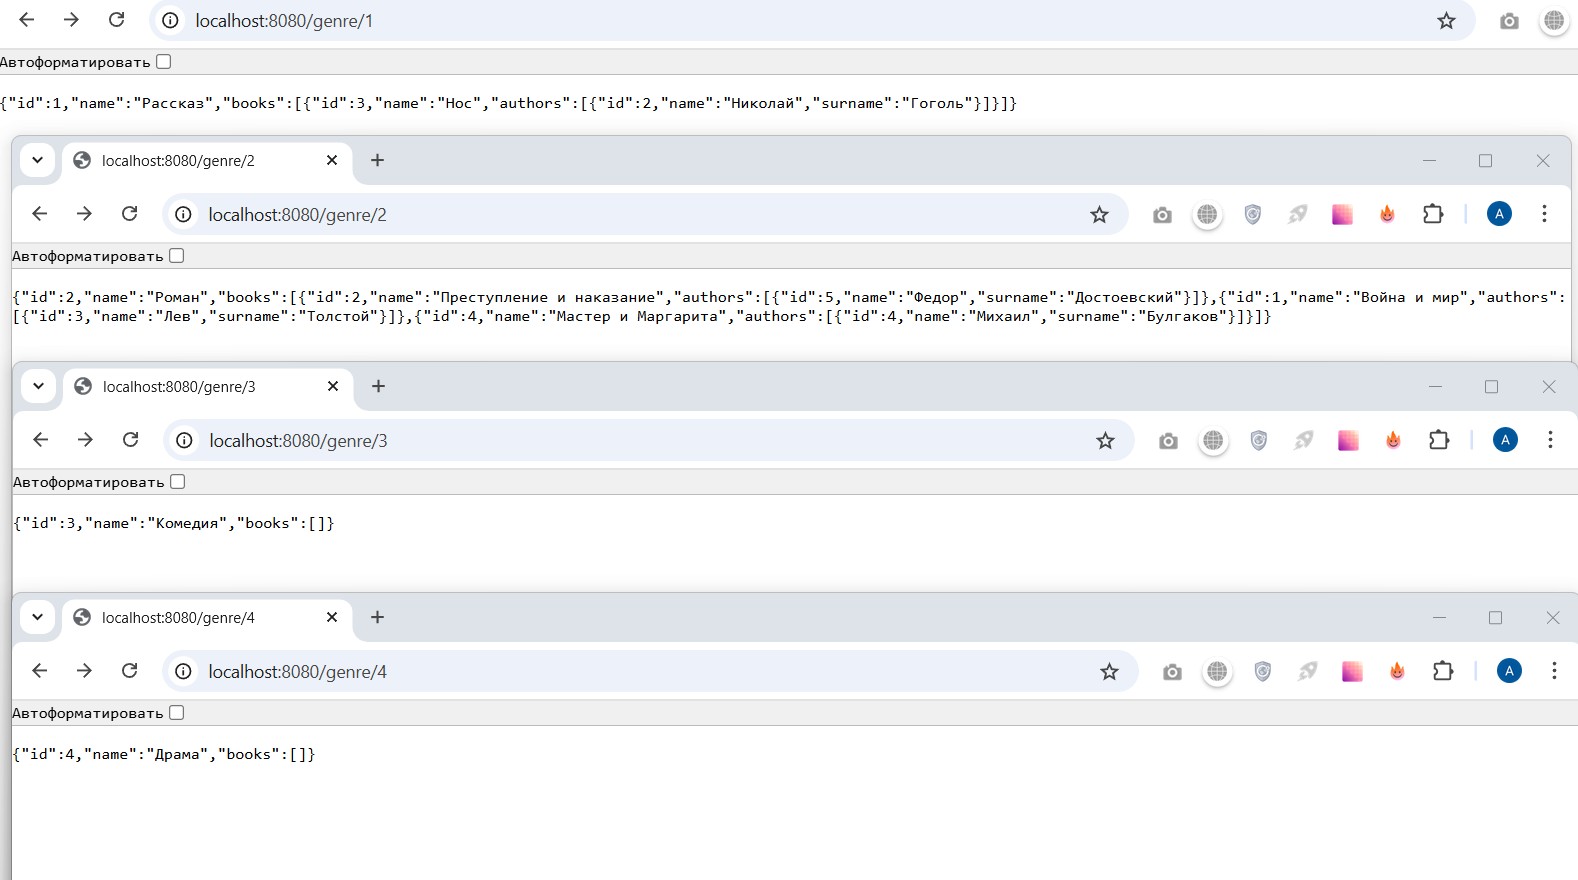 localhost:8080/genre/1
Автоформатировать
{"id":1,"name":"Рассказ","books":[{"id":3,"name":"Нос","authors":[{"id":2,"name":"Николай","surname":"Гоголь"}]}]}
localhost:8080/genre/2
localhost:8080/genre/2
A
Автоформатировать
{"id":2,"name":"Роман","books":[{"id":2,"name":"Преступление и наказание","authors":[{"id":5,"name":"Федор","surname":"Достоевский"}]},{"id":1,"name":"Война и мир","authors":
[{"id":3,"name":"Лев","surname":"Толстой"}]},{"id":4,"name":"Мастер и Маргарита","authors":[{"id":4,"name":"Михаил","surname":"Булгаков"}]}]}
localhost:8080/genre/3
localhost:8080/genre/3
A
Автоформатировать
{"id":3,"name":"Комедия","books":[]}
localhost:8080/genre/4
localhost:8080/genre/4
A
Автоформатировать
{"id":4,"name":"Драма","books":[]}